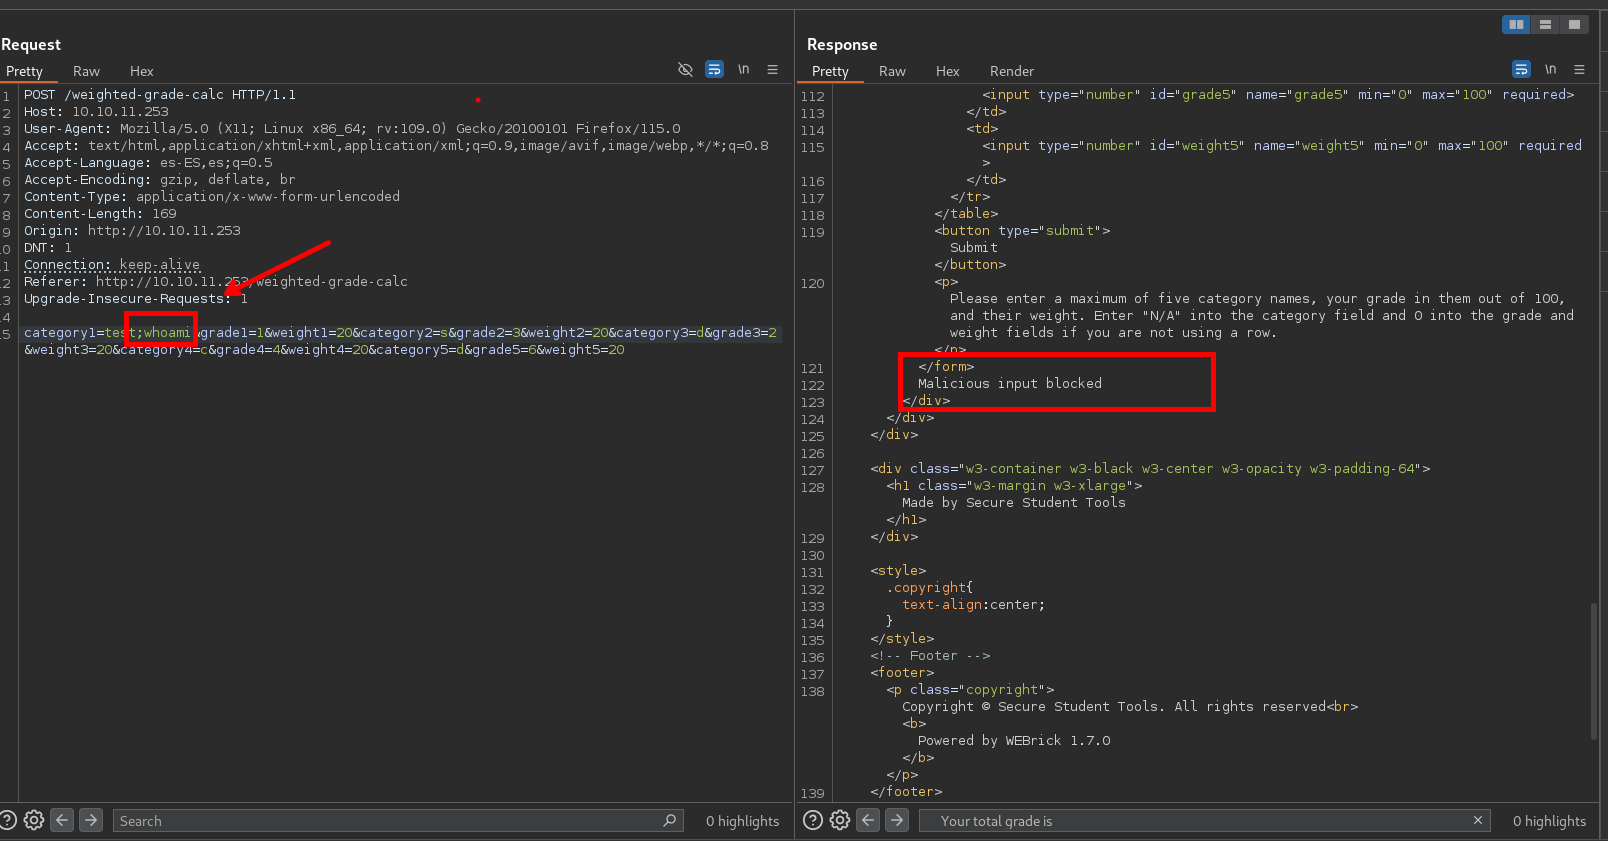 Request
Pretty Raw Hex \n
1 POST /weighted-grade-calc HTTP/1.1
2 Host: 10.10.11.253
3 User-Agent: Mozilla/5.0 (X11; Linux x86_64; rv:109.0) Gecko/20100101 Firefox/115.0
4 Accept: text/html,application/xhtml+xml,application/xml;q=0.9,image/avif,image/webp,*/*;q=0.8
5 Accept-Language: es-ES,es;q=0.5
6 Accept-Encoding: gzip, deflate, br
7 Content-Type: application/x-www-form-urlencoded
8 Content-Length: 169
9 Origin: http://10.10.11.253
0 DNT: 1
1 Connection: keep-alive
2 Referer: http://10.10.11.253/weighted-grade-calc
3 Upgrade-Insecure-Requests: 1
4
5 category1=test;whoami&grade1=1&weight1=20&category2=s&grade2=3&weight2=20&category3=d&grade3=2
&weight3=20&category4=c&grade4=4&weight4=20&category5=d&grade5=6&weight5=20
Search
0 highlights
Response
Pretty Raw Hex Render \n
112 <input type="number" id="grade5" name="grade5" min="0" max="100" required>
113 </td>
114 <td>
115 <input type="number" id="weight5" name="weight5" min="0" max="100" required
>
116 </td>
117 </tr>
118 </table>
119 <button type="submit">
Submit
</button>
120 <p>
Please enter a maximum of five category names, your grade in them out of 100,
and their weight. Enter "N/A" into the category field and 0 into the grade and
weight fields if you are not using a row.
</p>
121 </form>
122 Malicious input blocked
123 </div>
124 </div>
125 </div>
126
127 <div class="w3-container w3-black w3-center w3-opacity w3-padding-64">
128 <h1 class="w3-margin w3-xlarge">
Made by Secure Student Tools
</h1>
129 </div>
130
131 <style>
132 .copyright{
133 text-align:center;
134 }
135 </style>
136 <!-- Footer -->
137 <footer>
138 <p class="copyright">
Copyright © Secure Student Tools. All rights reserved<br>
<b>
Powered by WEBrick 1.7.0
</b>
</p>
139 </footer>
Your total grade is
0 highlights